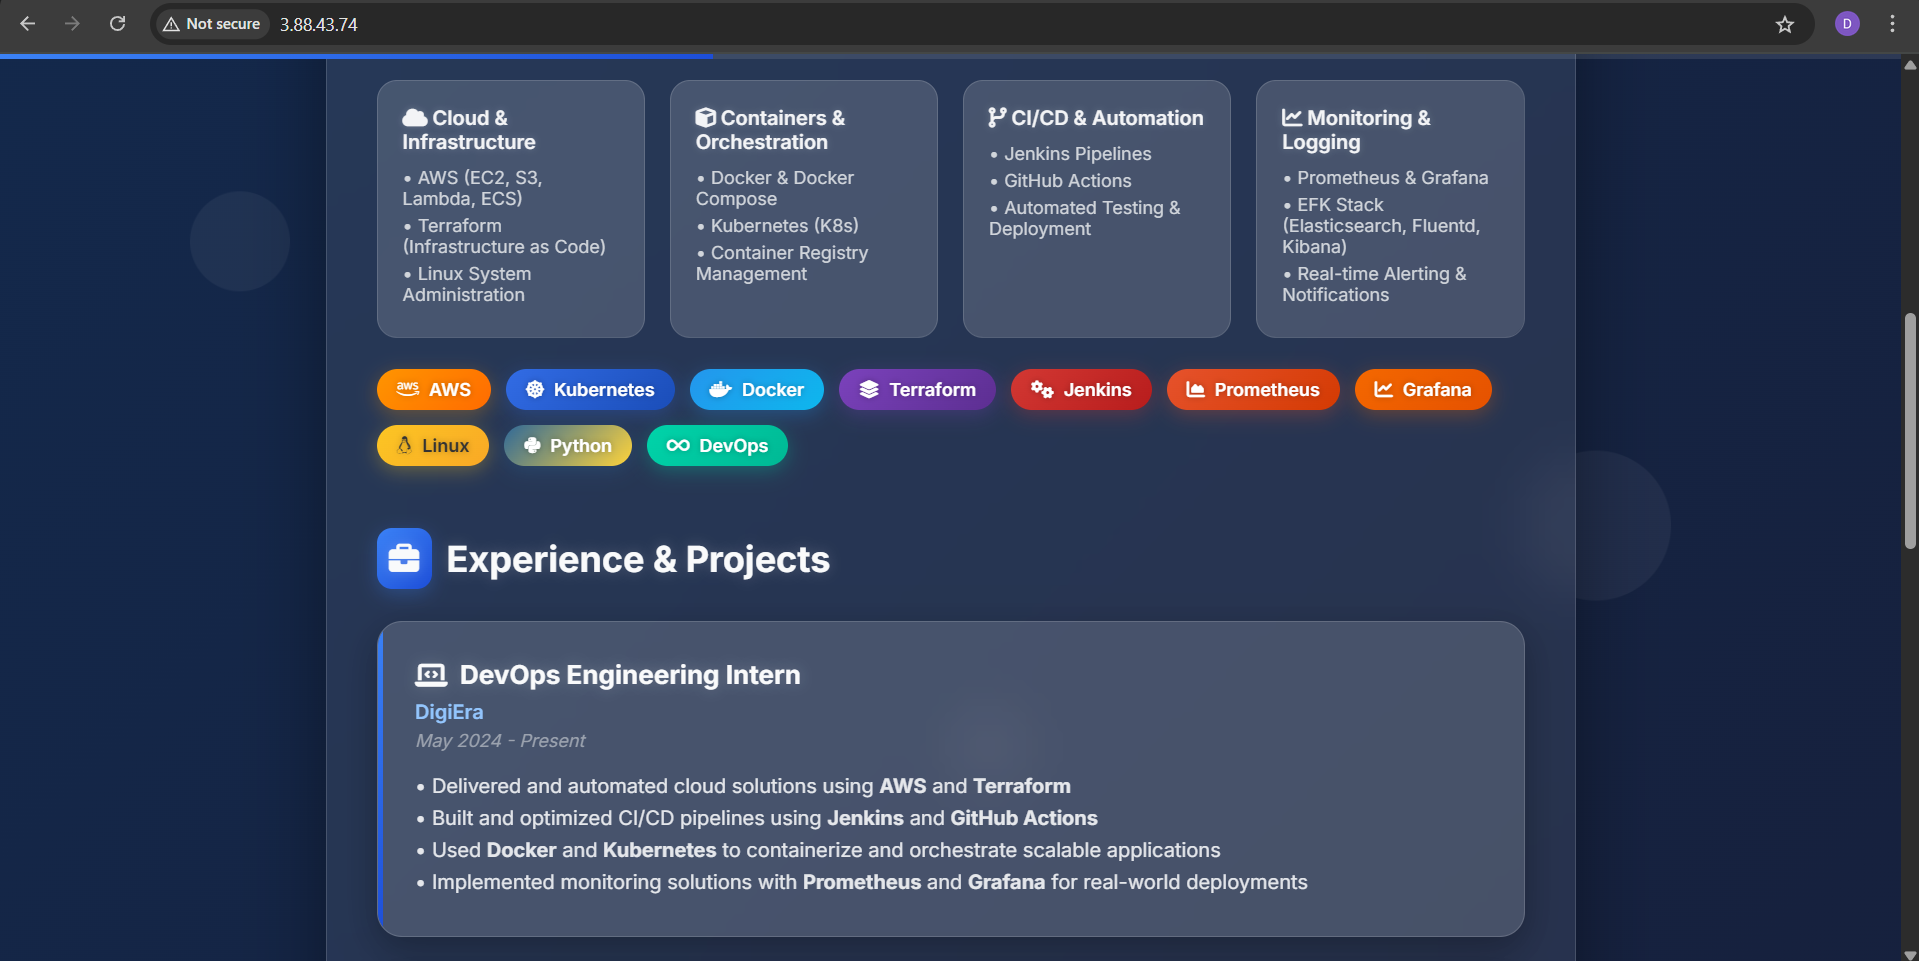 Not secure
3.88.43.74
D
Cloud &
Infrastructure
• AWS (EC2, S3,
Lambda, ECS)
• Terraform
(Infrastructure as Code)
• Linux System
Administration
Containers &
Orchestration
• Docker & Docker
Compose
• Kubernetes (K8s)
• Container Registry
Management
CI/CD & Automation
• Jenkins Pipelines
• GitHub Actions
• Automated Testing &
Deployment
Monitoring &
Logging
• Prometheus & Grafana
• EFK Stack
(Elasticsearch, Fluentd,
Kibana)
• Real-time Alerting &
Notifications
aws AWS
Kubernetes
Docker
Terraform
Jenkins
Prometheus
Grafana
Linux
Python
DevOps
Experience & Projects
DevOps Engineering Intern
DigiEra
May 2024 - Present
• Delivered and automated cloud solutions using AWS and Terraform
• Built and optimized CI/CD pipelines using Jenkins and GitHub Actions
• Used Docker and Kubernetes to containerize and orchestrate scalable applications
• Implemented monitoring solutions with Prometheus and Grafana for real-world deployments